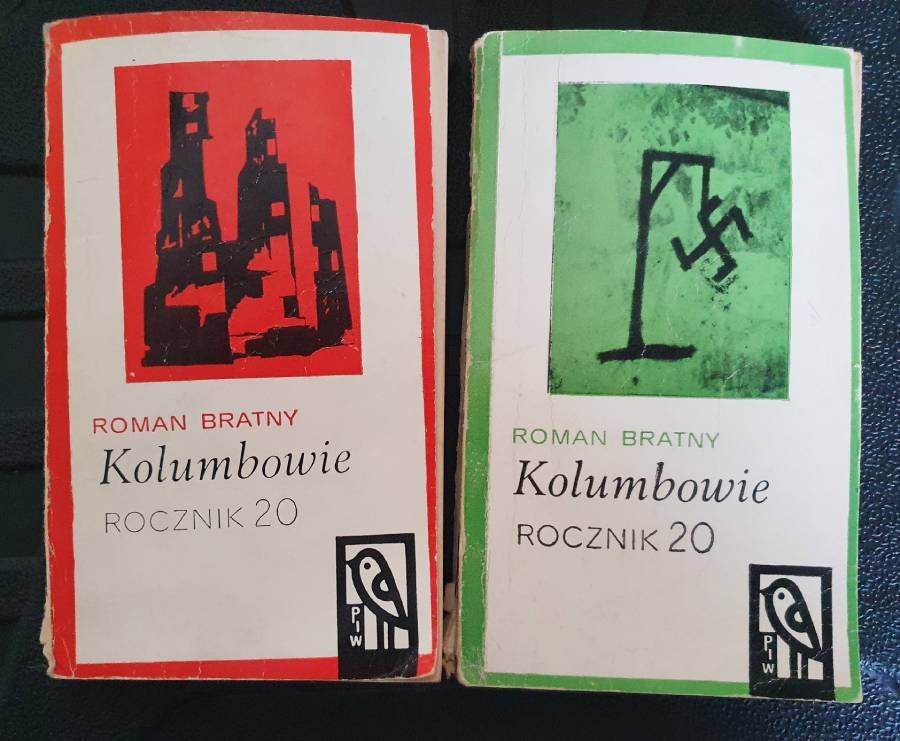 ROMAN BRATNY
Kolumbowie
ROCZNIK 20
PIW
ROMAN BRATNY
Kolumbowie
ROCZNIK 20
PIW